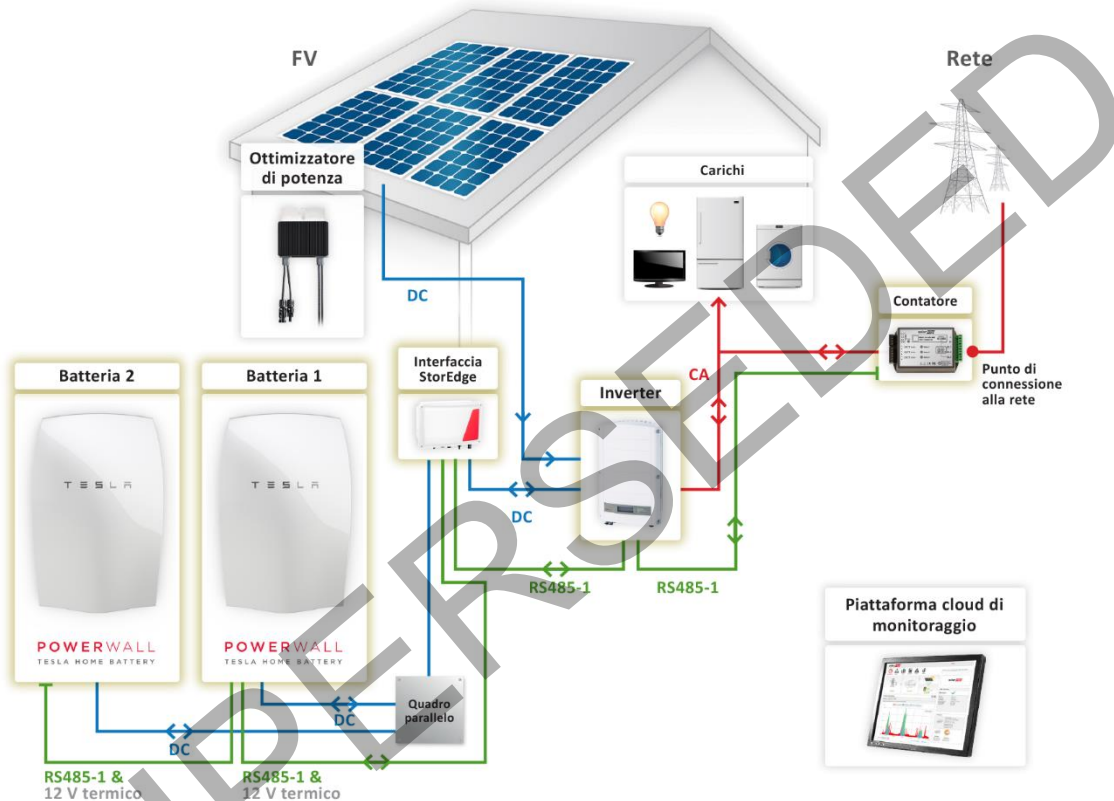 FV
Rete
Ottimizzatore
di potenza
Carichi
DC
Contatore
Punto di
connessione
alla rete
Batteria 2
Batteria 1
Interfaccia
StorEdge
Inverter
CA
DC
TESLA
TESLA
RS485-1
RS485-1
POWERWALL
TESLA HOME BATTERY
POWERWALL
TESLA HOME BATTERY
Quadro
parallelo
DC
DC
RS485-1 &
12 V termico
RS485-1 &
12 V termico
Piattaforma cloud di
monitoraggio
PERSEDED